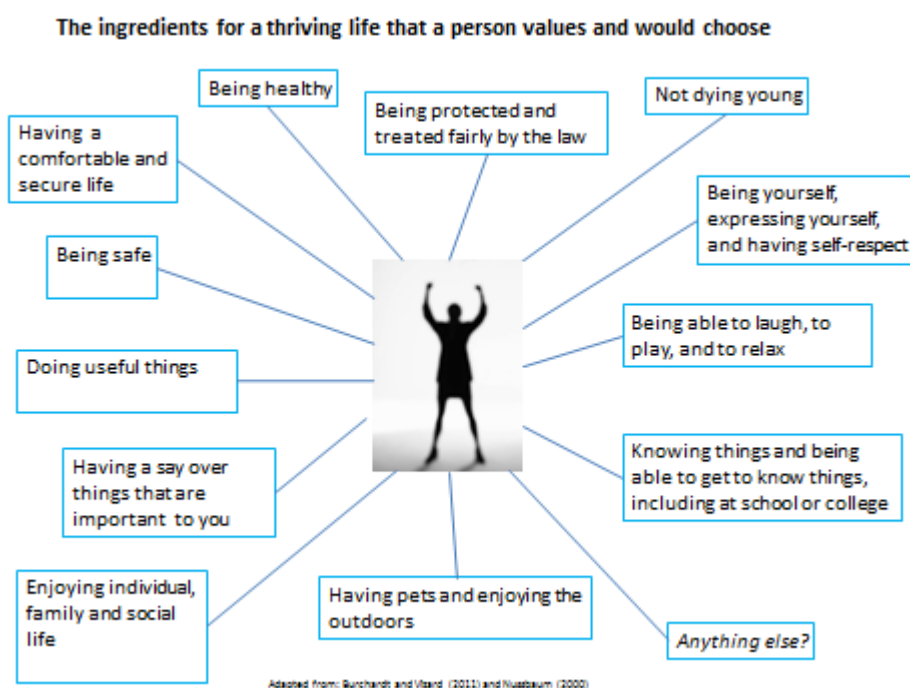 The ingredients for a thriving life that a person values and would choose
Being healthy
Being protected and
treated fairly by the law
Not dying young
Having a
comfortable and
secure life
Being yourself,
expressing yourself,
and having self-respect
Being safe
Being able to laugh, to
play, and to relax
Doing useful things
Knowing things and being
able to get to know things,
including at school or college
Having a say over
things that are
important to you
Enjoying individual,
family and social
life
Having pets and enjoying the
outdoors
Anything else?
Adapted from: Burchardt and Vizard (2011) and Nussbaum (2000)